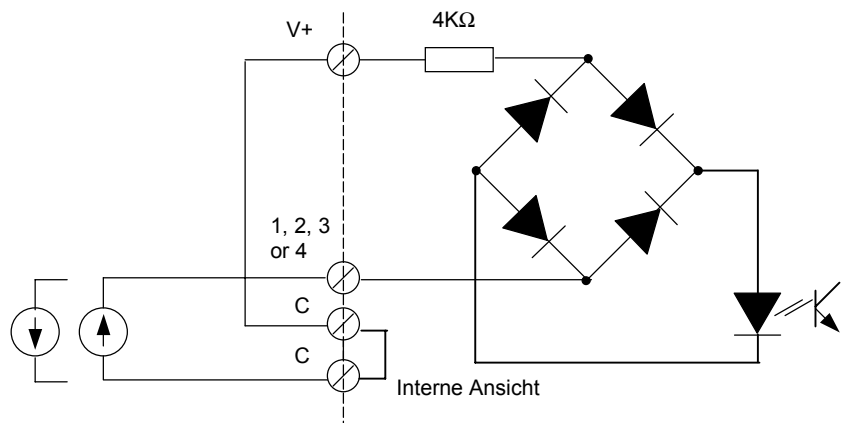 V+
4KΩ
1, 2, 3
or 4
C
C
Interne Ansicht